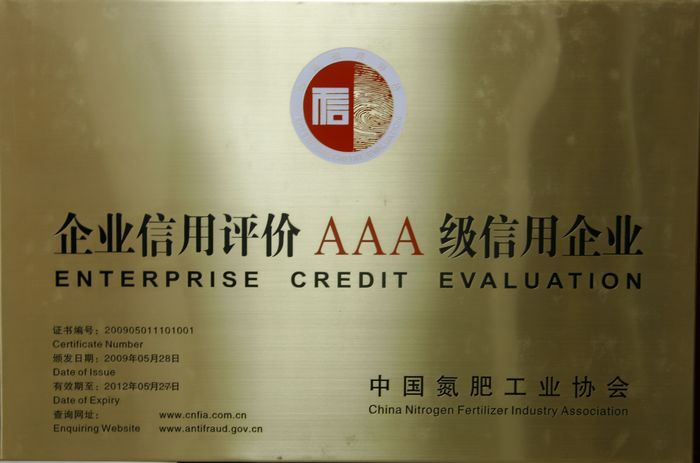 信
企业信用评价 AAA 级信用企业
ENTERPRISE CREDIT EVALUATION
证书编号：200905011101001
Certificate Number
颁发日期：2009年05月28日
Date of Issue
有效期至：2012年05月27日
Date of Expiry
查询网址： www.cnfia.com.cn
Enquiring Website www.antifraud.gov.cn
中国氮肥工业协会
China Nitrogen Fertilizer Industry Association